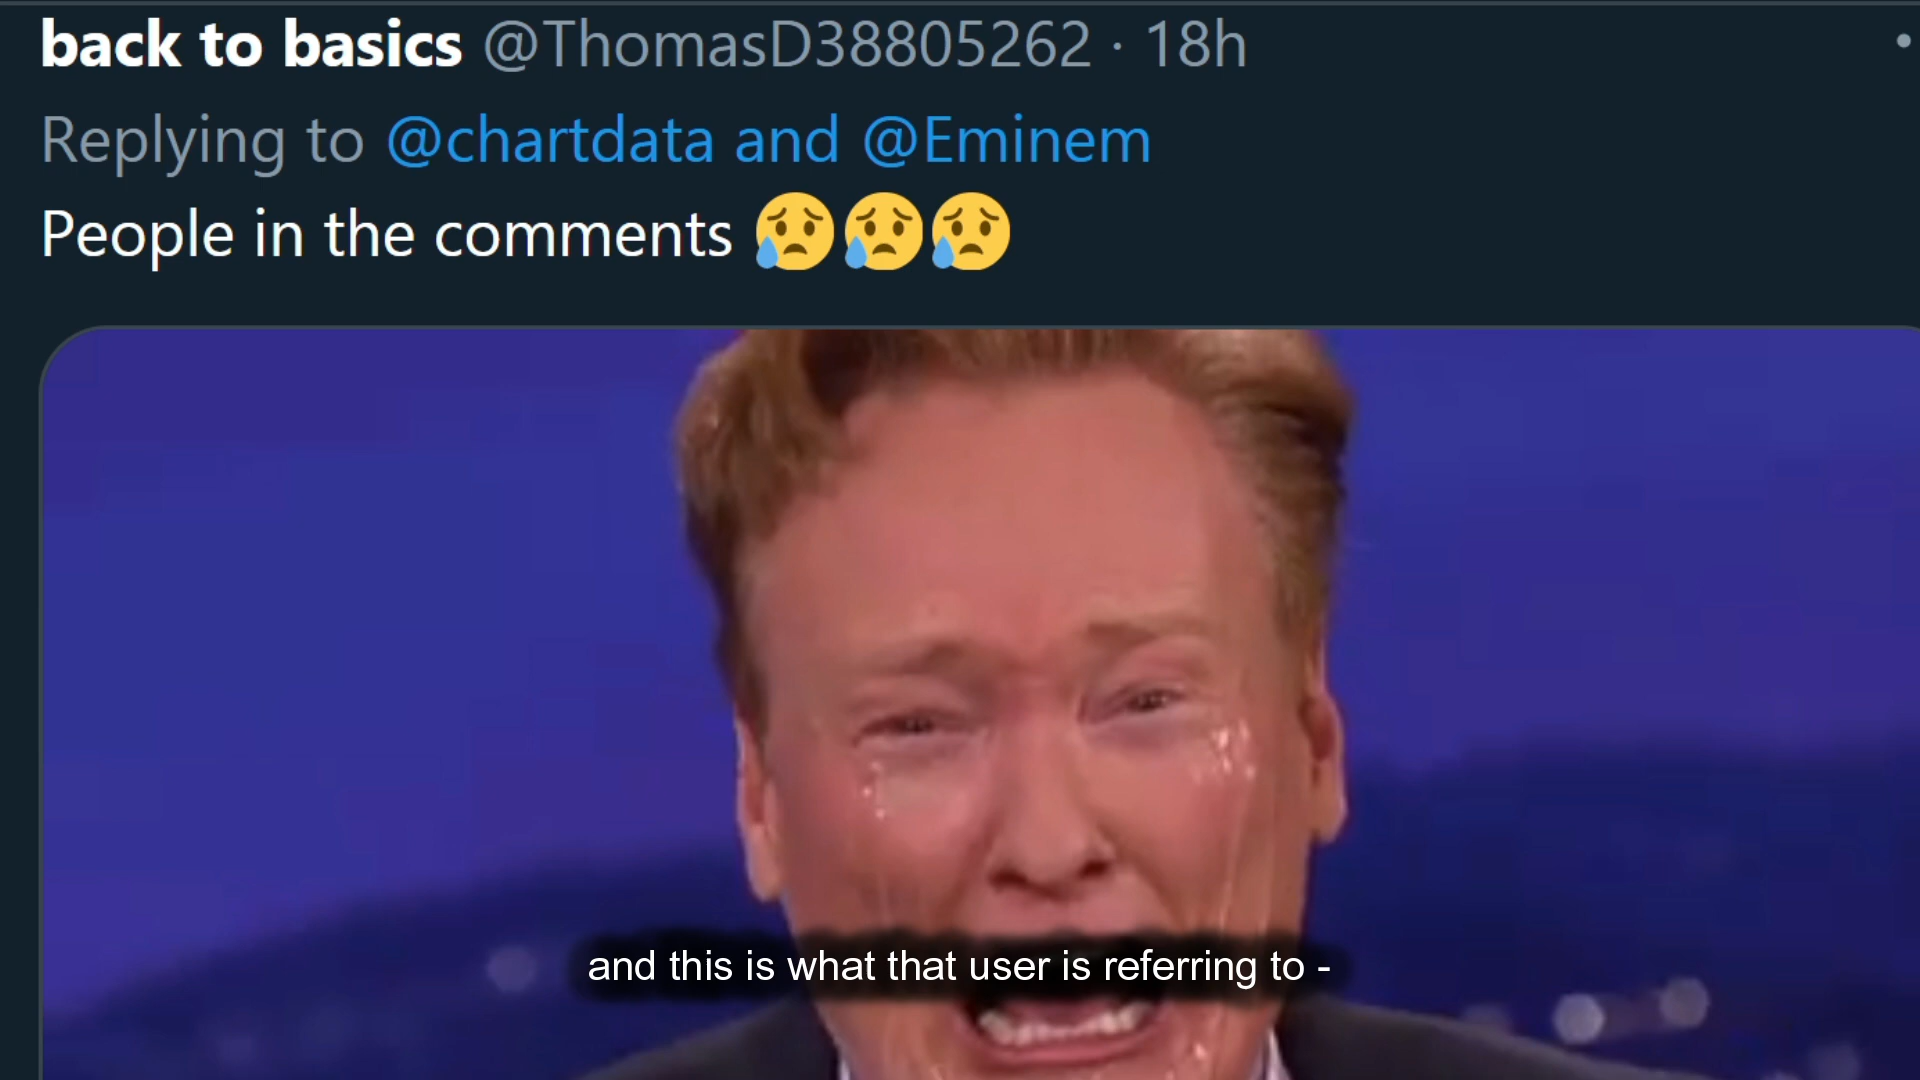 back to basics @ThomasD38805262 · 18h
Replying to @chartdata and @Eminem
People in the comments 😥😥😥
and this is what that user is referring to -